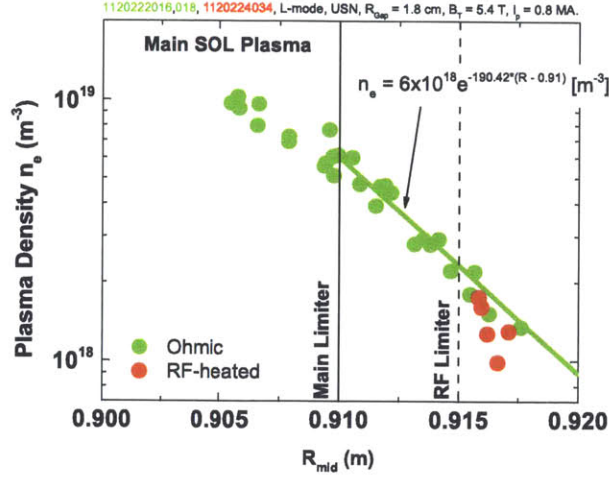 1120222016,018, 1120224034, L-mode, USN, R_Gap = 1.8 cm, B_T = 5.4 T, I_p = 0.8 MA.
Main SOL Plasma
n_e = 6x10^18 e^-190.42*(R - 0.91) [m^-3]
10^19
10^18
Plasma Density n_e (m^-3)
Main Limiter
RF Limiter
Ohmic
RF-heated
0.900 0.905 0.910 0.915 0.920
R_mid (m)